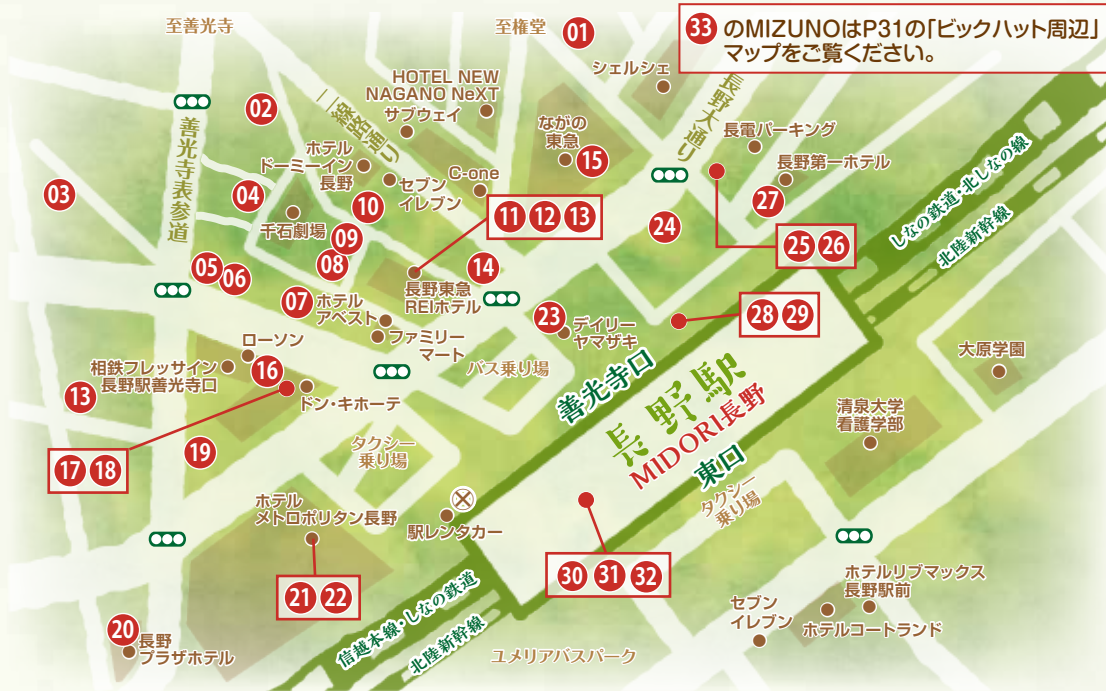 至善光寺
至権堂
01
33 のMIZUNOはP31の「ビックハット周辺」
マップをご覧ください。
シェルシェ
HOTEL NEW
NAGANO NeXT
サブウェイ
二線路通り
長野大通り
02
善光寺表参道
ながの
東急
15
長電パーキング
長野第一ホテル
ホテル
ドーミーイン
長野
セブン
イレブン
C-one
03
04
千石劇場
10
11 12 13
27
24
しなの鉄道・北しなの線
北陸新幹線
09
08
25 26
05
06
14
長野東急
REIホテル
07
ホテル
アベスト
ファミリー
マート
23
デイリー
ヤマザキ
28 29
ローソン
相鉄フレッサイン
長野駅善光寺口
16
バス乗り場
善光寺口
長野駅
MIDORI長野
東口
大原学園
13
ドン・キホーテ
清泉大学
看護学部
19
タクシー
乗り場
17 18
タクシー
乗り場
ホテル
メトロポリタン長野
駅レンタカー
21 22
30 31 32
ホテルリブマックス
長野駅前
セブン
イレブン
ホテルコートランド
20
長野
プラザホテル
信越本線・しなの鉄道
北陸新幹線
ユメリアバスパーク